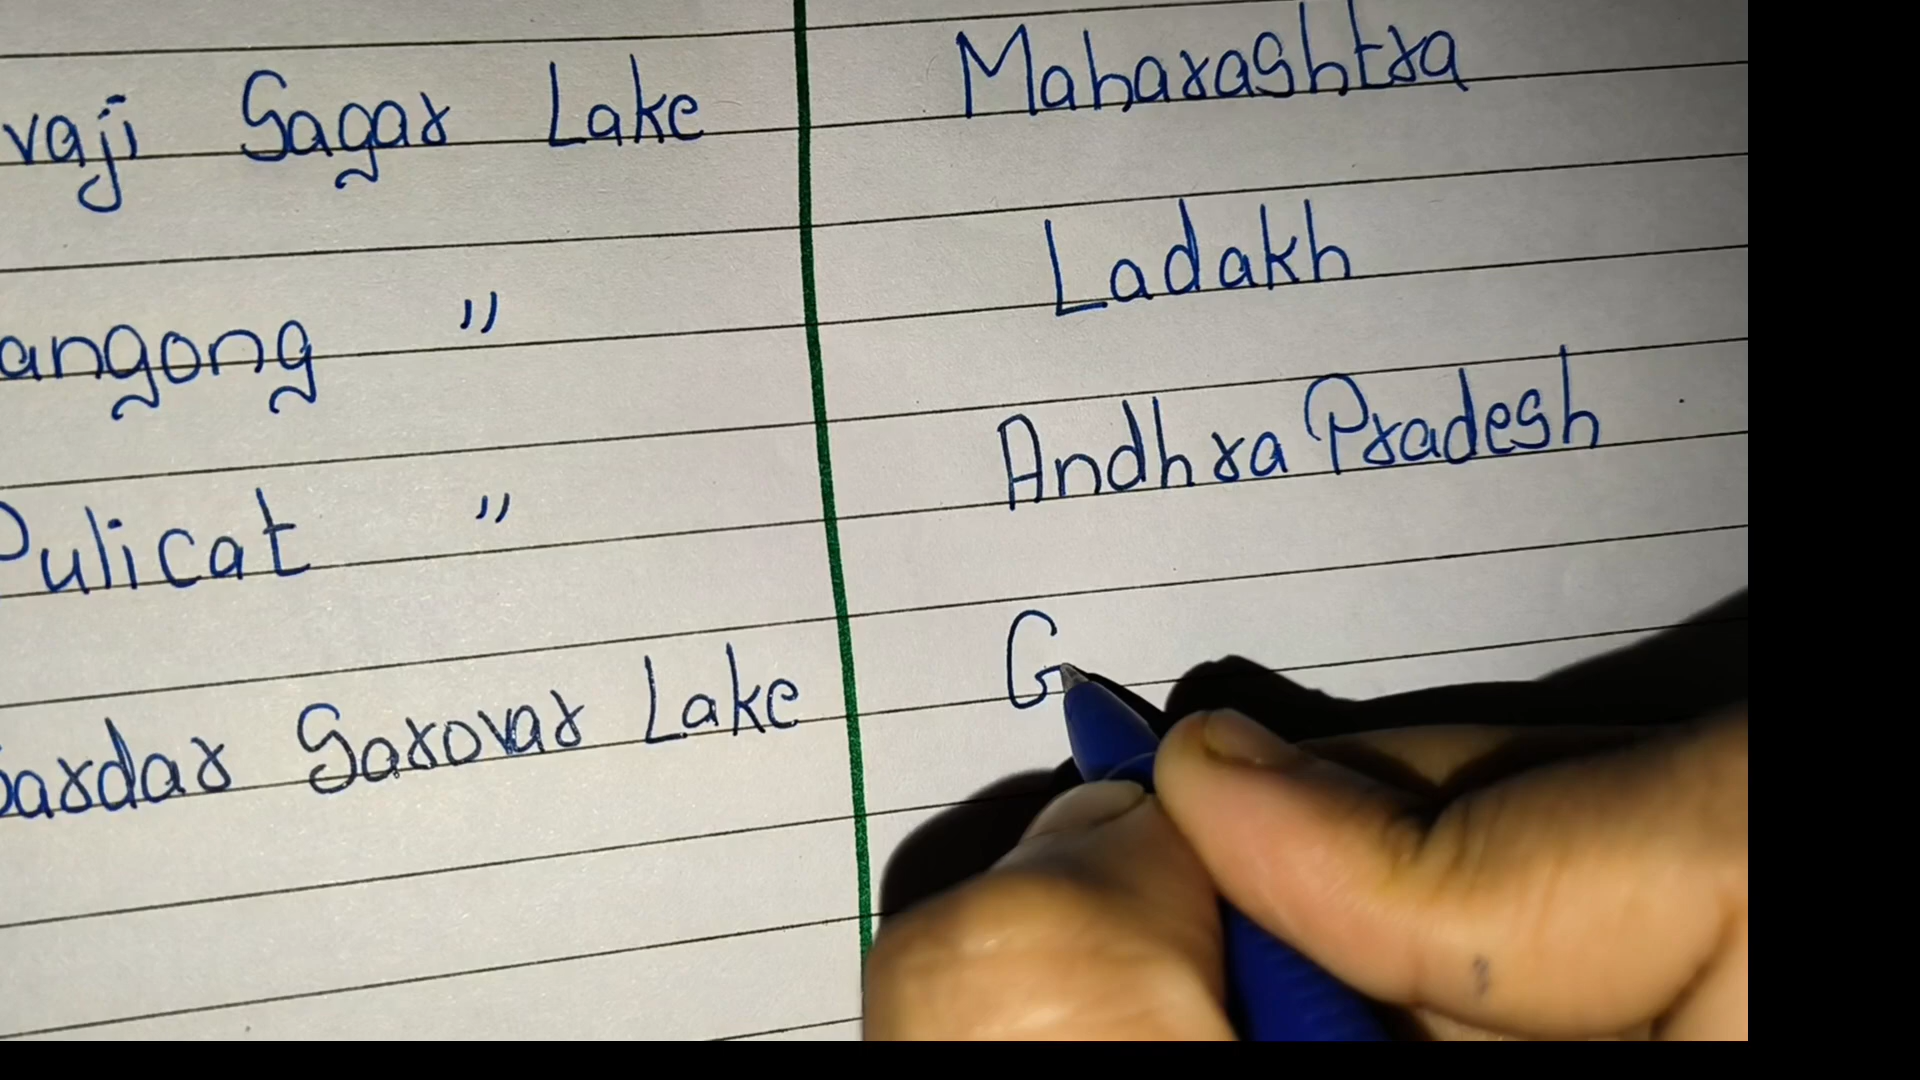 vaji Sagar Lake Maharashtra
angong " Ladakh
Pulicat " Andhra Pradesh
Sardar Sarovar Lake G